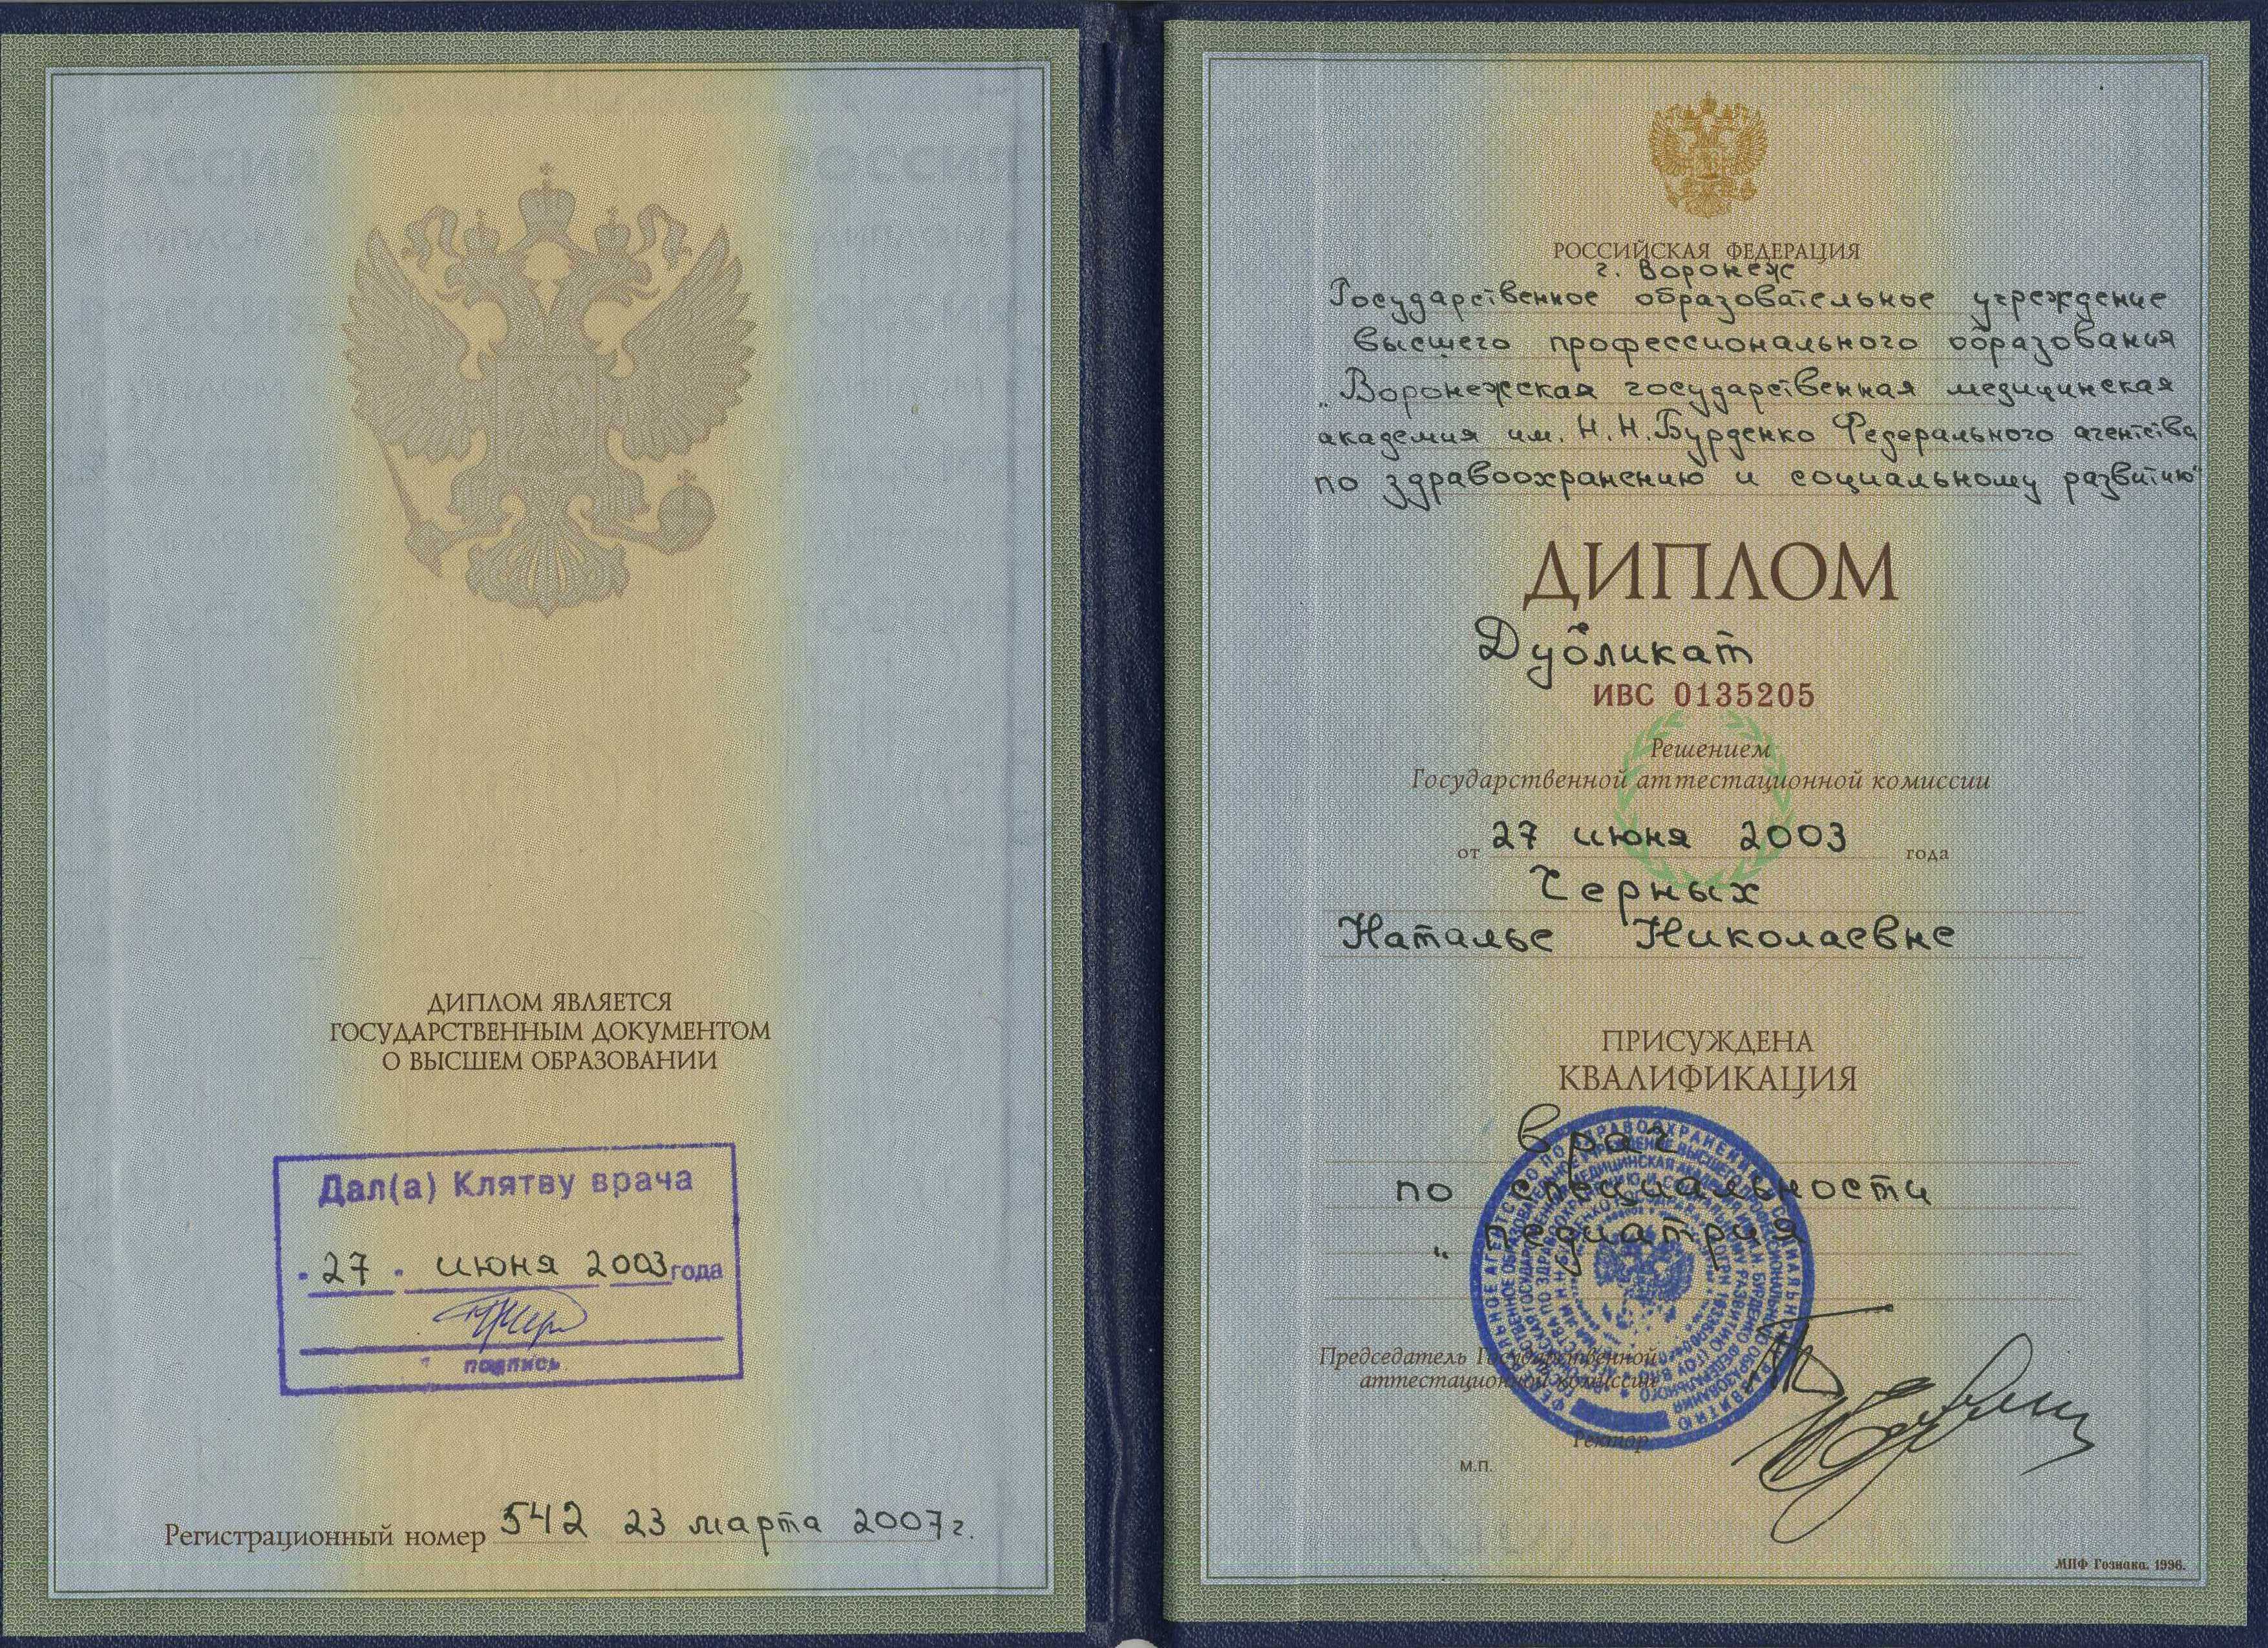 ДИПЛОМ ЯВЛЯЕТСЯ
ГОСУДАРСТВЕННЫМ ДОКУМЕНТОМ
О ВЫСШЕМ ОБРАЗОВАНИИ
Дал(а) Клятву врача
27 июня 2003 года
подпись
Регистрационный номер 542 23 марта 2007 г.
РОССИЙСКАЯ ФЕДЕРАЦИЯ
г. Воронеж
Государственное образовательное учреждение
высшего профессионального образования
„Воронежская государственная медицинская
академия им. Н.Н.Бурденко Федерального агентства
по здравоохранению и социальному развитию"
ДИПЛОМ
Дубликат
ИВС 0135205
Решением
Государственной аттестационной комиссии
от 27 июня 2003 года
Черных
Наталье Николаевне
ПРИСУЖДЕНА
КВАЛИФИКАЦИЯ
врач
по специальности
„педиатрия
Председатель Государственной
аттестационной комиссии
Ректор
М.П.
МПФ Гознака. 1996.